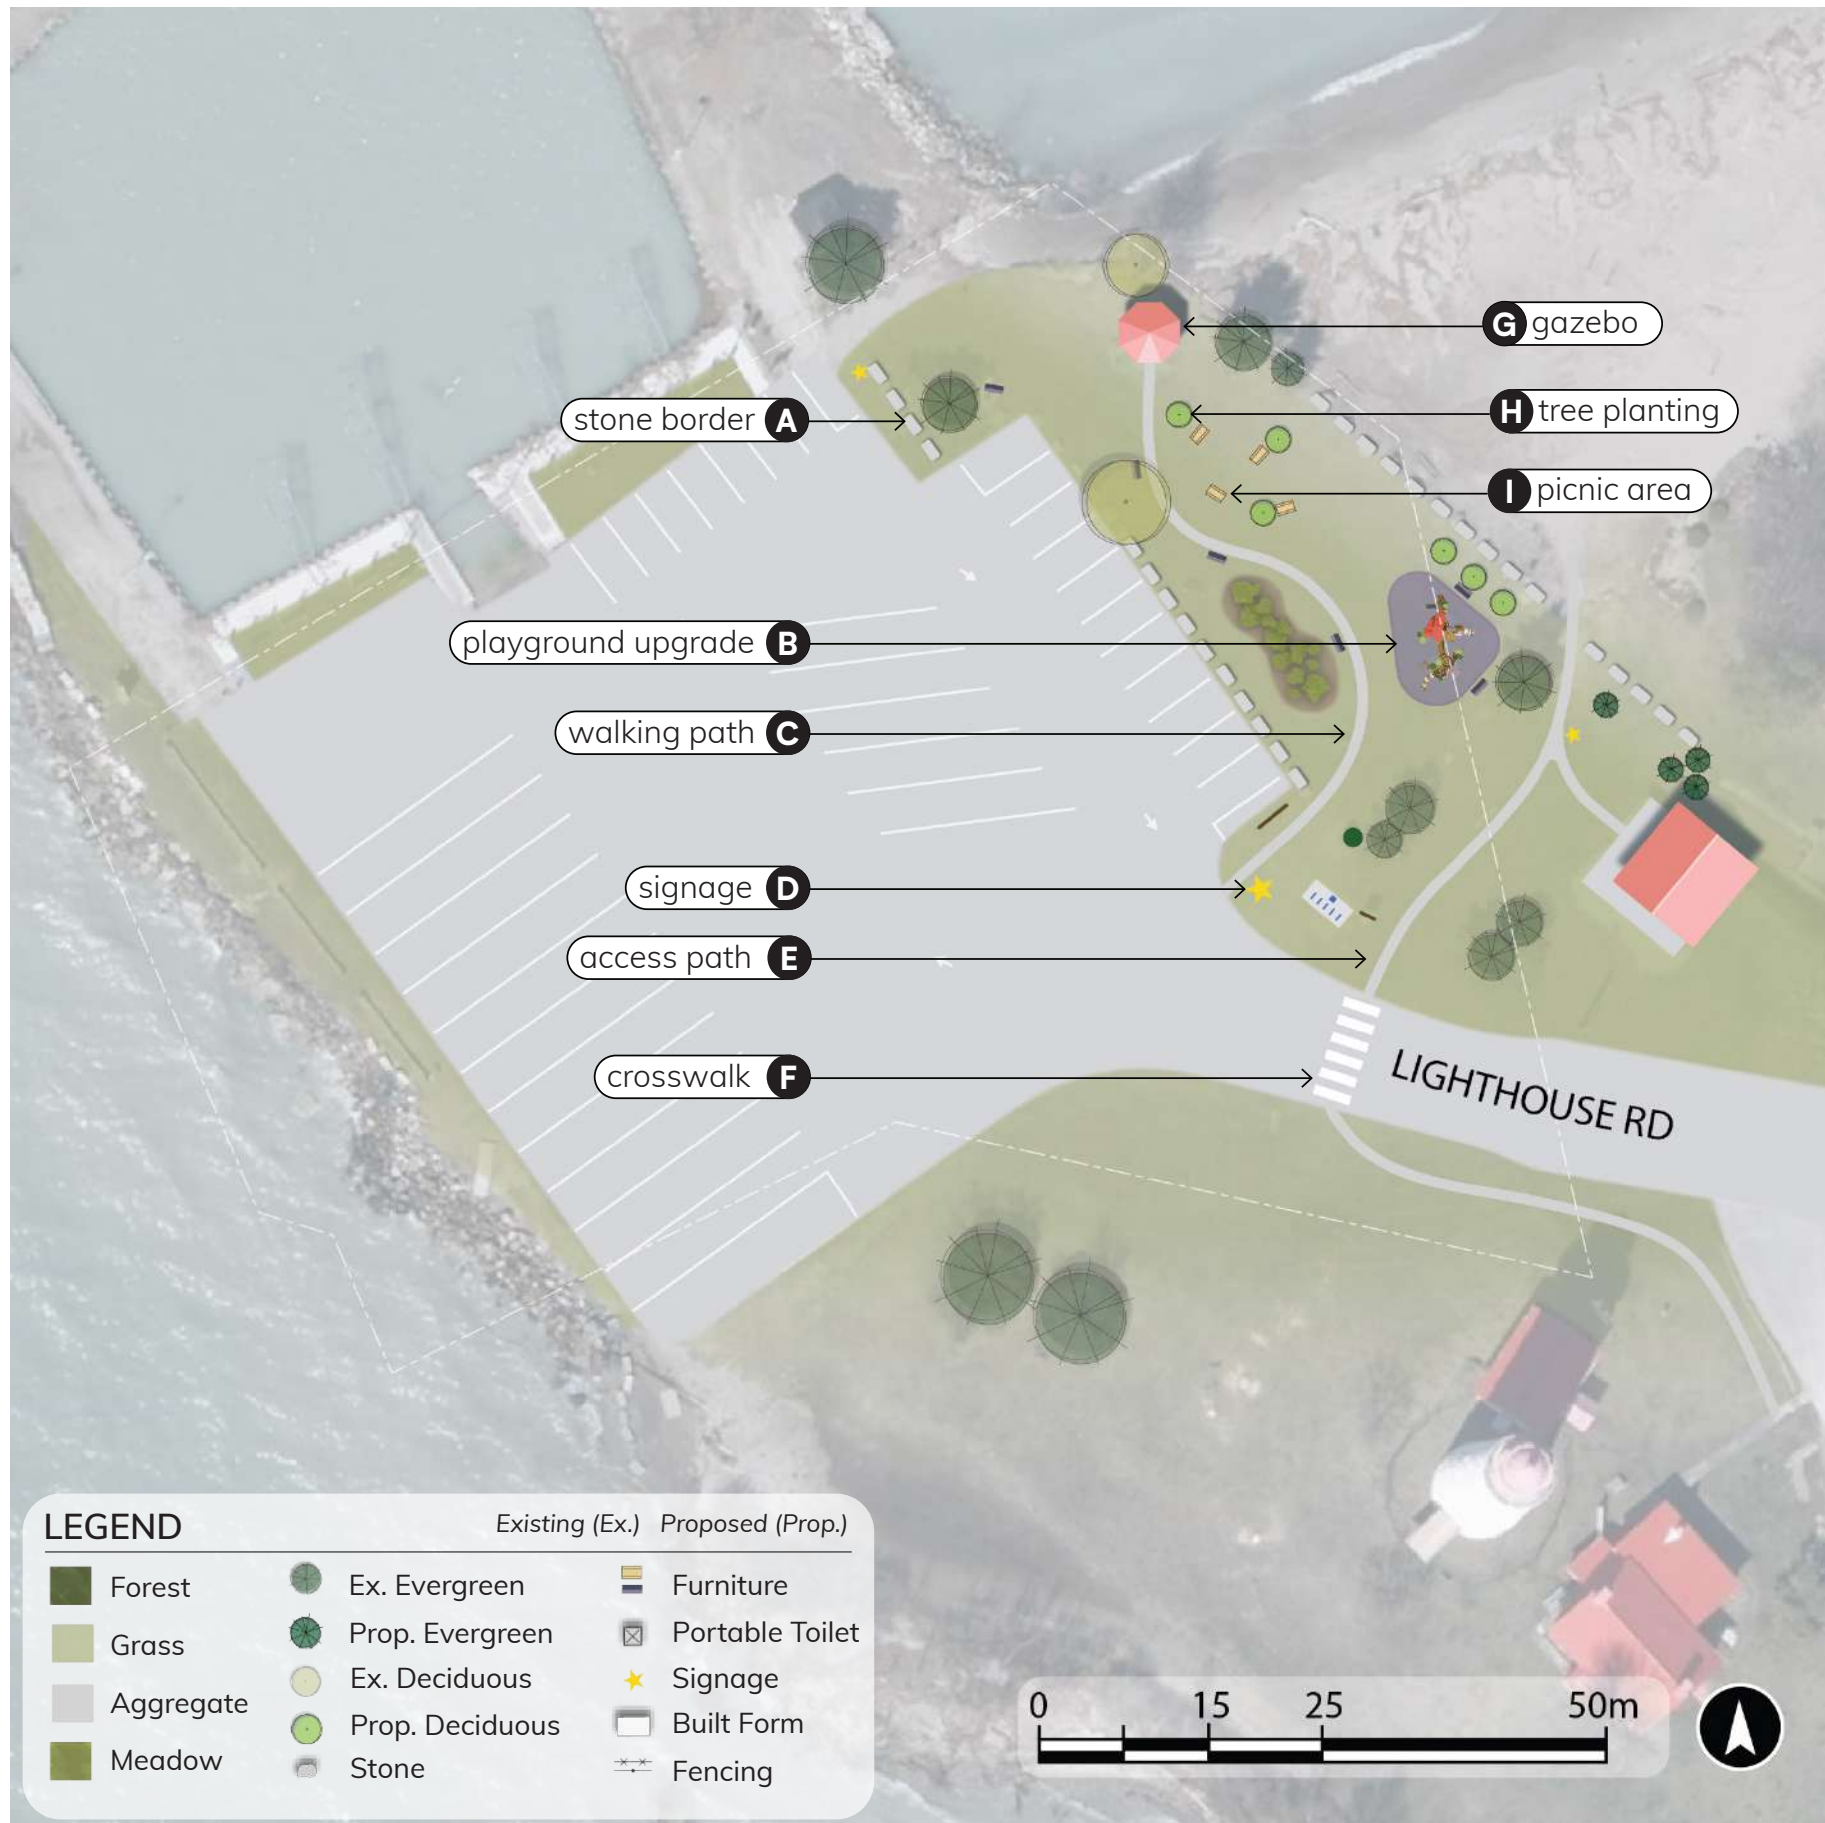 G gazebo
H tree planting
stone border A
I picnic area
playground upgrade B
walking path C
signage D
access path E
crosswalk F
LIGHTHOUSE RD
LEGEND
Existing (Ex.) Proposed (Prop.)
Forest
Grass
Aggregate
Meadow
Ex. Evergreen
Prop. Evergreen
Ex. Deciduous
Prop. Deciduous
Stone
Furniture
Portable Toilet
Signage
Built Form
Fencing
0 15 25 50m